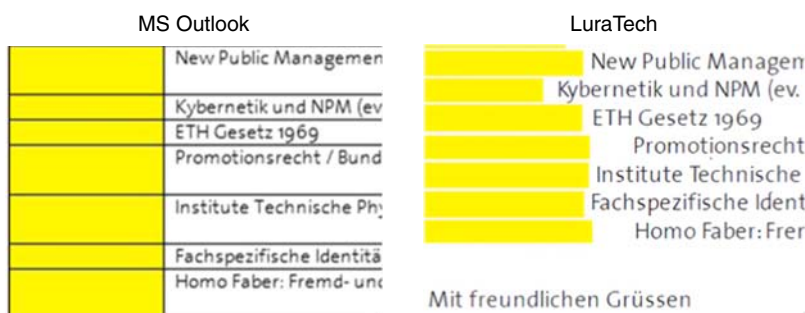 MS Outlook
New Public Managemen
Kybernetik und NPM (ev
ETH Gesetz 1969
Promotionsrecht / Bund
Institute Technische Phy
Fachspezifische Identitä
Homo Faber: Fremd- und
LuraTech
New Public Managem
Kybernetik und NPM (ev.
ETH Gesetz 1969
Promotionsrecht
Institute Technische
Fachspezifische Ident
Homo Faber: Frem
Mit freundlichen Grüssen